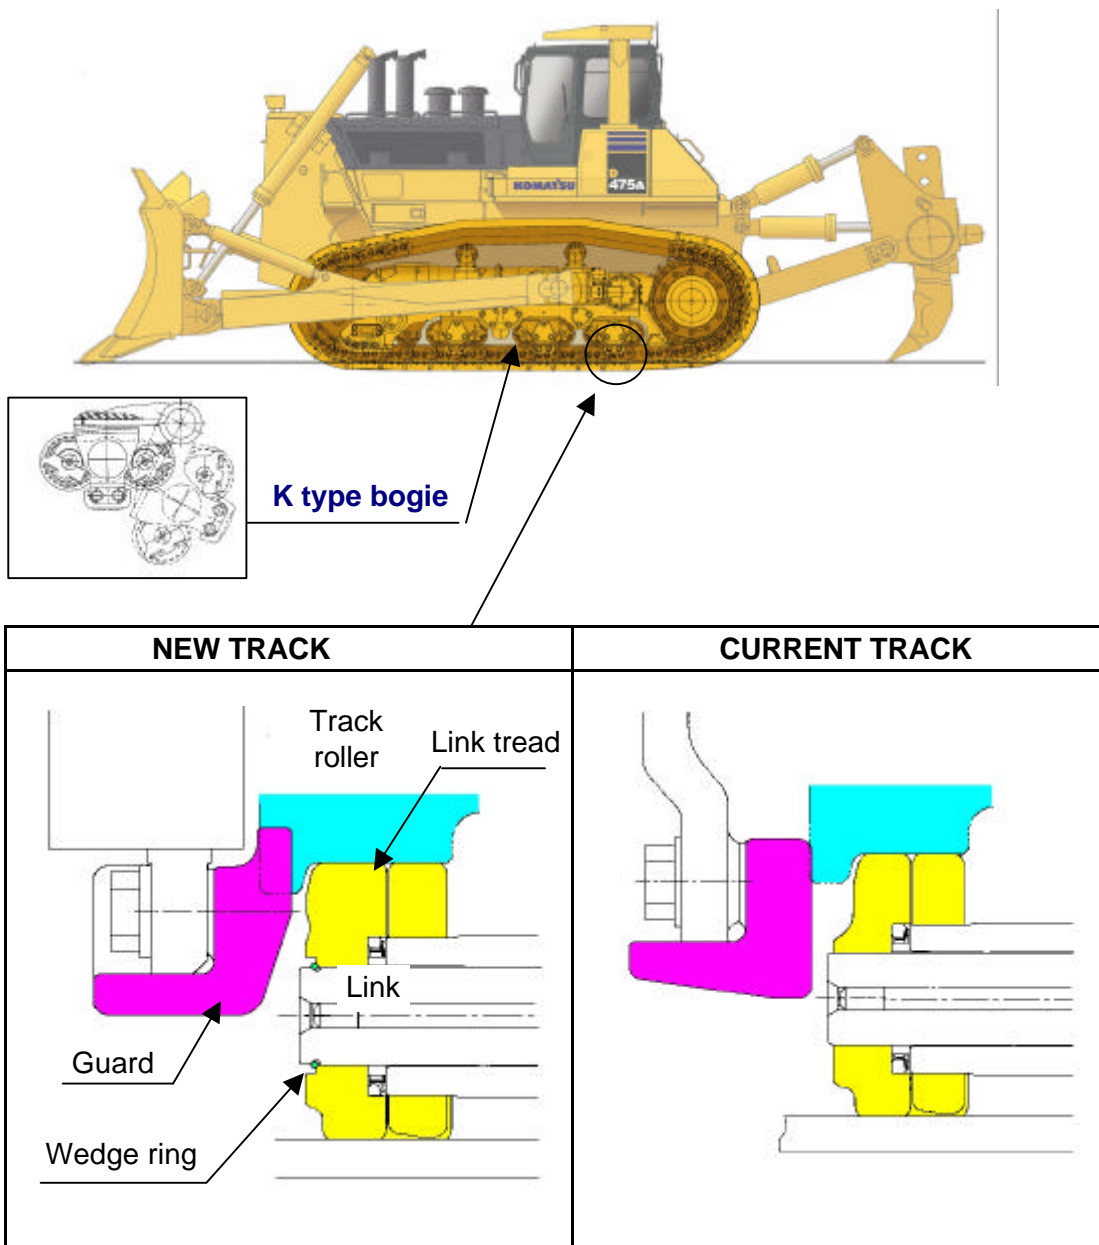 KOMATSU
D
475A
K type bogie
NEW TRACK
CURRENT TRACK
Track
roller
Link tread
Link
Guard
Wedge ring